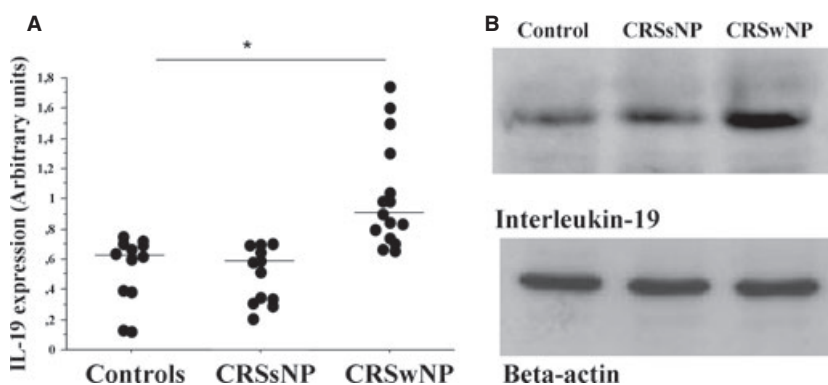 A
*
IL-19 expression (Arbitrary units)
1,8
1,6
1,4
1,2
1
,8
,6
,4
,2
0
Controls CRSsNP CRSwNP
B
Control CRSsNP CRSwNP
Interleukin-19
Beta-actin